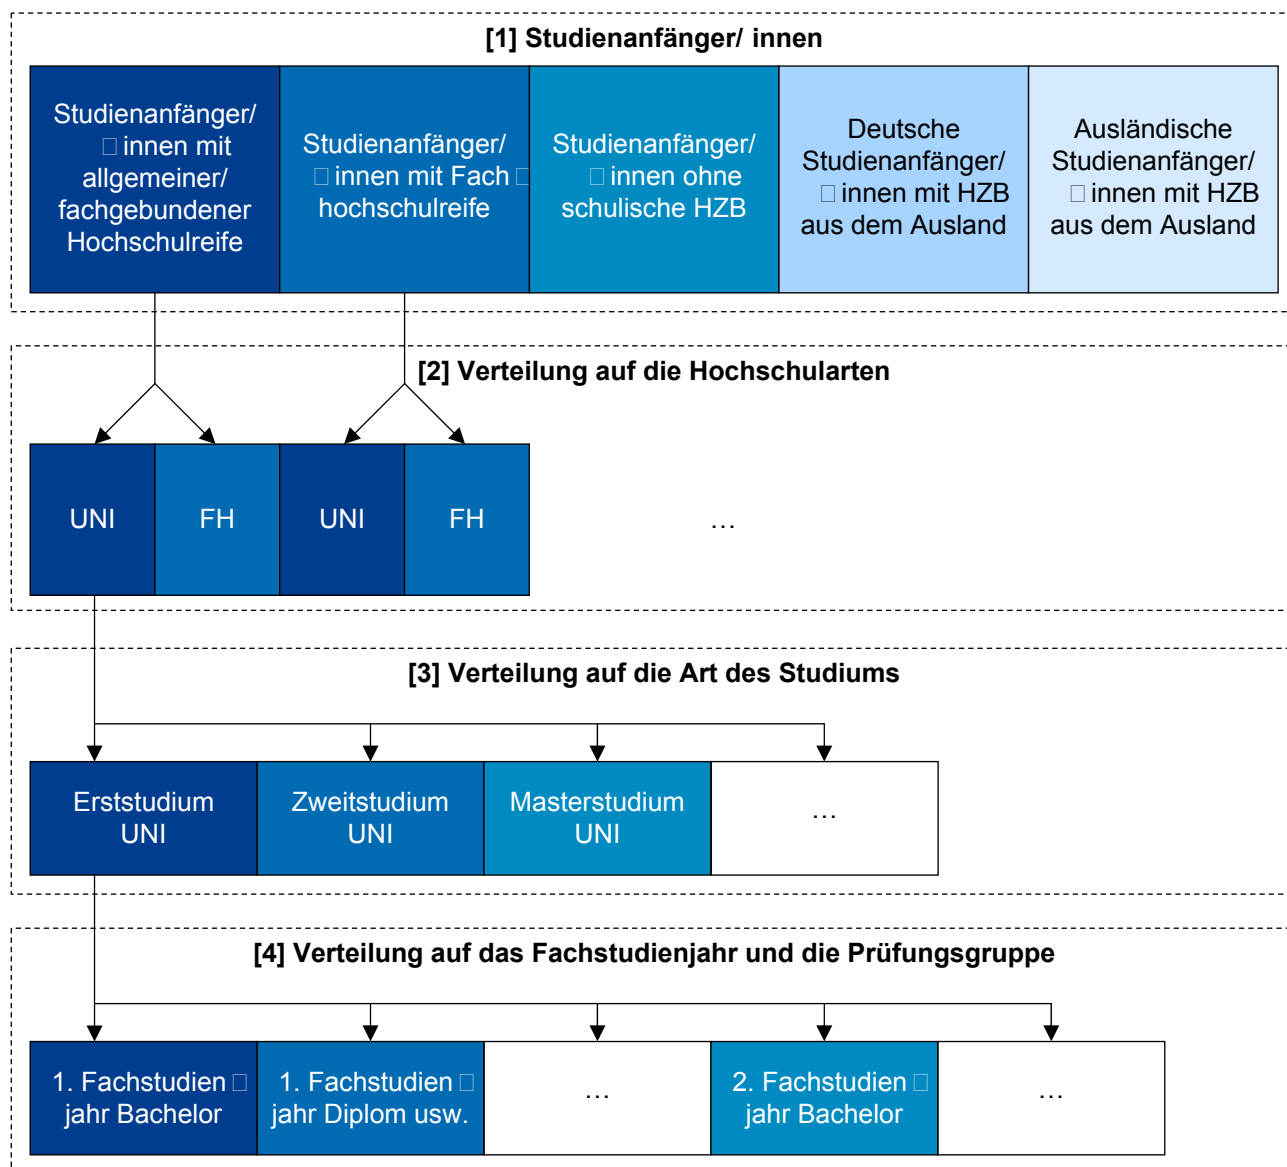 [1] Studienanfänger/ innen
Studienanfänger/
□ innen mit
allgemeiner/
fachgebundener
Hochschulreife
Studienanfänger/
□ innen mit Fach □
hochschulreife
Studienanfänger/
□ innen ohne
schulische HZB
Deutsche
Studienanfänger/
□ innen mit HZB
aus dem Ausland
Ausländische
Studienanfänger/
□ innen mit HZB
aus dem Ausland
[2] Verteilung auf die Hochschularten
UNI
FH
UNI
FH
…
[3] Verteilung auf die Art des Studiums
Erststudium
UNI
Zweitstudium
UNI
Masterstudium
UNI
…
[4] Verteilung auf das Fachstudienjahr und die Prüfungsgruppe
1. Fachstudien □
jahr Bachelor
1. Fachstudien □
jahr Diplom usw.
…
2. Fachstudien □
jahr Bachelor
…